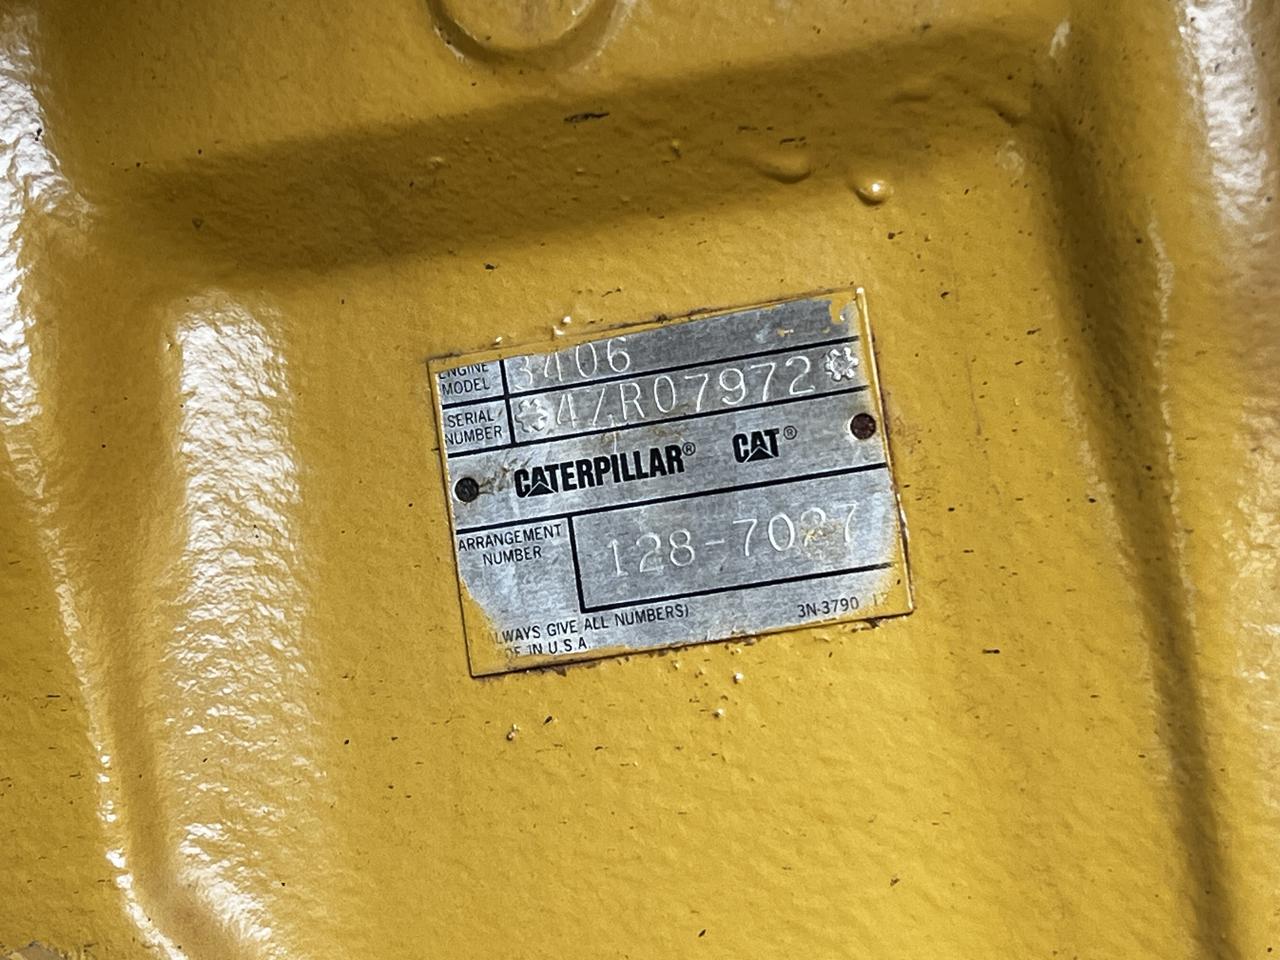 ENGINE MODEL 3406
SERIAL NUMBER *4ZR07972*
CATERPILLAR® CAT®
ARRANGEMENT NUMBER 128-7027
ALWAYS GIVE ALL NUMBERS) 3N-3790
DE IN U.S.A.